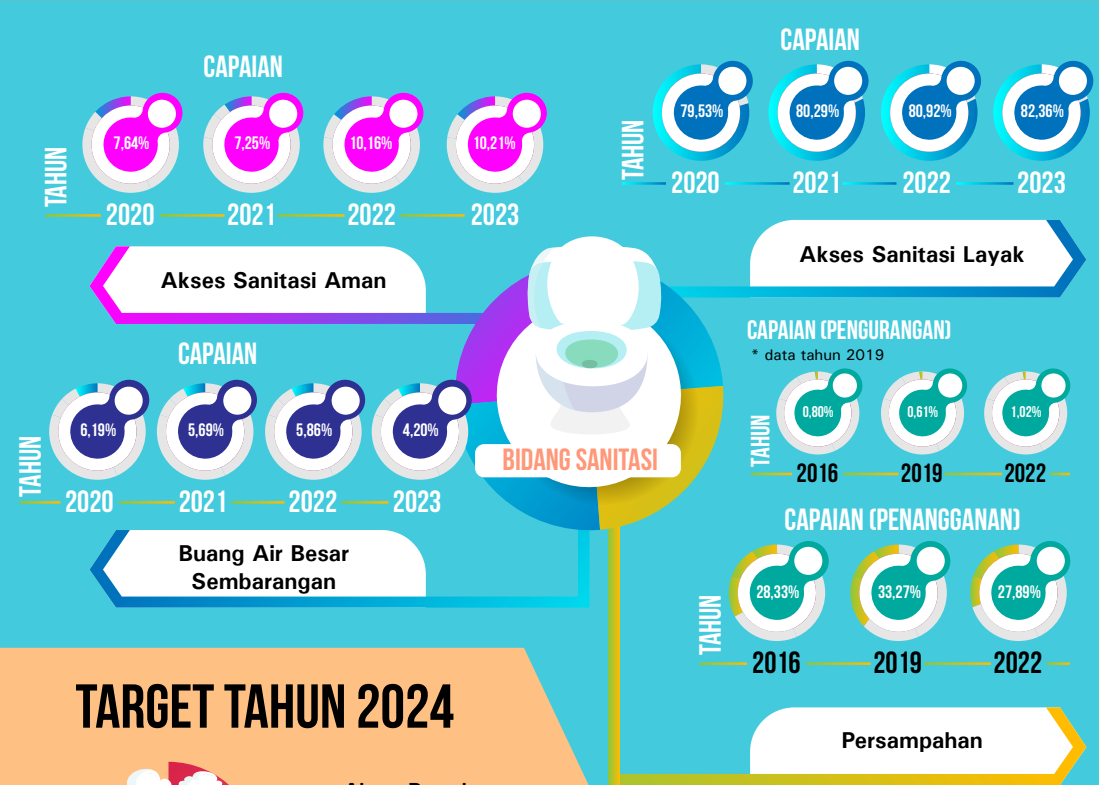 CAPAIAN
TAHUN
7,64% 7,25% 10,16% 10,21%
2020 2021 2022 2023
Akses Sanitasi Aman
CAPAIAN
TAHUN
79,53% 80,29% 80,92% 82,36%
2020 2021 2022 2023
Akses Sanitasi Layak
CAPAIAN
TAHUN
6,19% 5,69% 5,86% 4,20%
2020 2021 2022 2023
Buang Air Besar
Sembarangan
BIDANG SANITASI
CAPAIAN (PENGURANGAN)
* data tahun 2019
TAHUN
0,80% 0,61% 1,02%
2016 2019 2022
CAPAIAN (PENANGGANAN)
TAHUN
28,33% 33,27% 27,89%
2016 2019 2022
Persampahan
TARGET TAHUN 2024